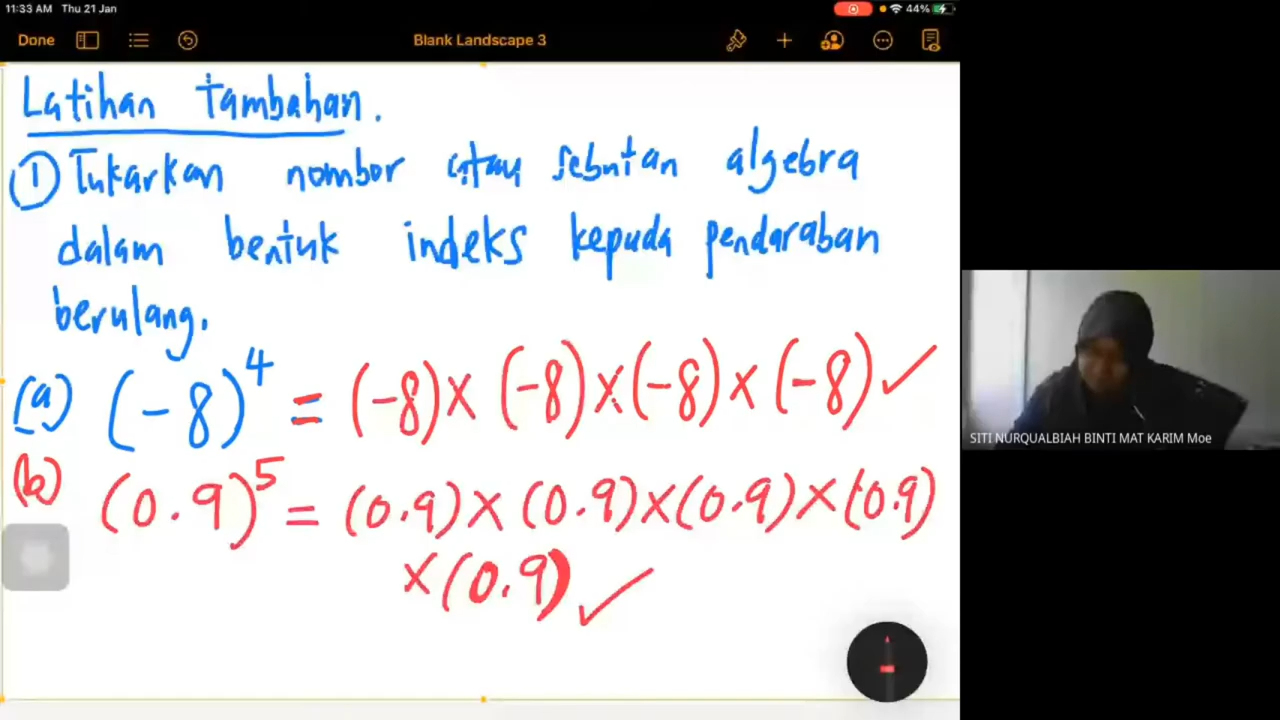 11:33 AM Thu 21 Jan
44%
Done
Blank Landscape 3
Latihan Tambahan.
① Tukarkan nombor atau sebutan algebra
dalam bentuk indeks kepada pendaraban
berulang.
(a) (-8)⁴ = (-8) × (-8) × (-8) × (-8) ✓
(b) (0.9)⁵ = (0.9) × (0.9) × (0.9) × (0.9)
× (0.9) ✓
SITI NURQUALBIAH BINTI MAT KARIM Moe